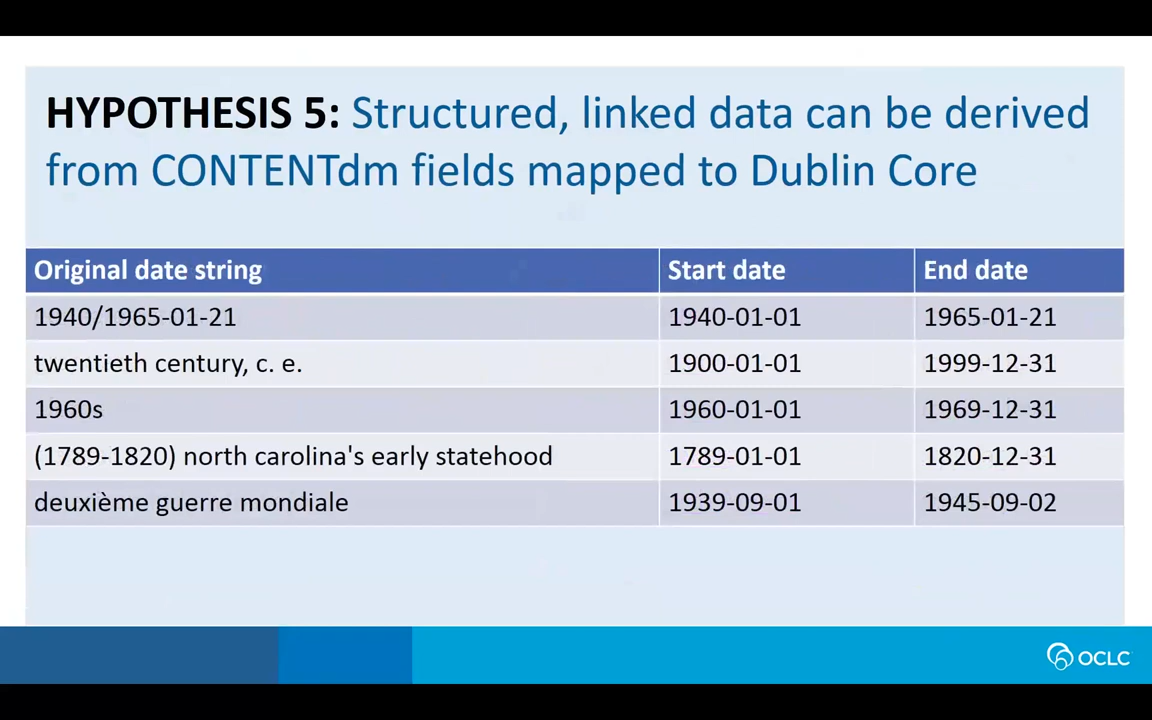 HYPOTHESIS 5: Structured, linked data can be derived
from CONTENTdm fields mapped to Dublin Core
Original date string Start date End date
1940/1965-01-21 1940-01-01 1965-01-21
twentieth century, c. e. 1900-01-01 1999-12-31
1960s 1960-01-01 1969-12-31
(1789-1820) north carolina's early statehood 1789-01-01 1820-12-31
deuxième guerre mondiale 1939-09-01 1945-09-02
OCLC